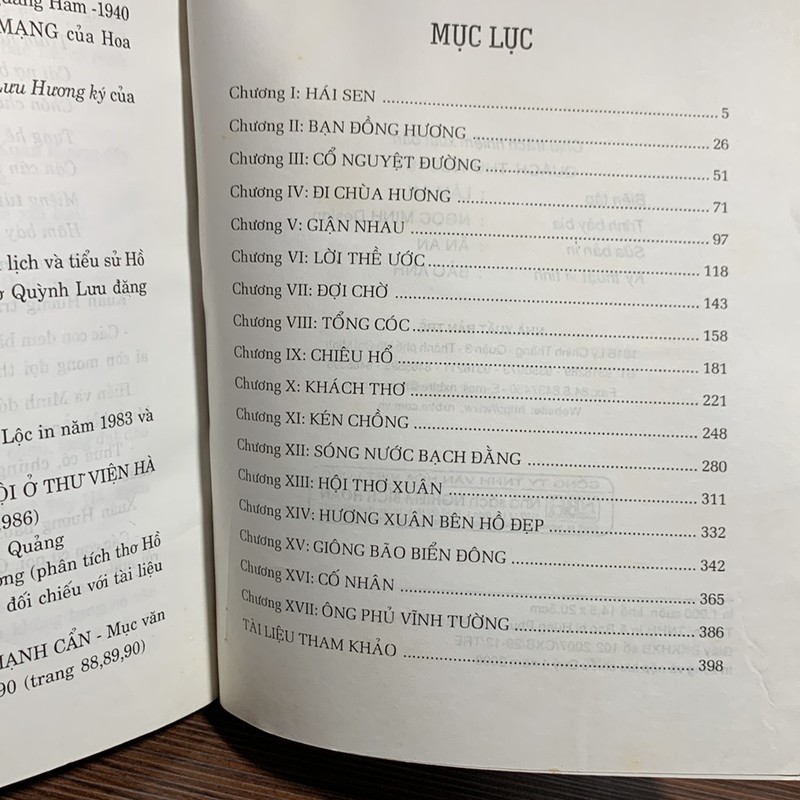 Hàm -1940
MẠNG của Hoa
Lưu Hương ký của
lịch và tiểu sử Hồ
Quỳnh Lưu đăng
Lộc in năm 1983 và
Ở THƯ VIỆN HÀ
1986)
Quảng
(phân tích thơ Hồ
đối chiếu với tài liệu
CẨN - Mục văn
90 (trang 88,89,90)
MỤC LỤC
Chương I: HÁI SEN 5
Chương II: BẠN ĐỒNG HƯƠNG 26
Chương III: CỔ NGUYỆT ĐƯỜNG 51
Chương IV: ĐI CHÙA HƯƠNG 71
Chương V: GIẬN NHAU 97
Chương VI: LỜI THỀ ƯỚC 118
Chương VII: ĐỢI CHỜ 143
Chương VIII: TỔNG CÓC 158
Chương IX: CHIÊU HỔ 181
Chương X: KHÁCH THƠ 221
Chương XI: KÉN CHỒNG 248
Chương XII: SÓNG NƯỚC BẠCH ĐẰNG 280
Chương XIII: HỘI THƠ XUÂN 311
Chương XIV: HƯƠNG XUÂN BÊN HỒ ĐẸP 332
Chương XV: GIÔNG BÃO BIỂN ĐÔNG 342
Chương XVI: CỐ NHÂN 365
Chương XVII: ÔNG PHỦ VĨNH TƯỜNG 386
TÀI LIỆU THAM KHẢO 398